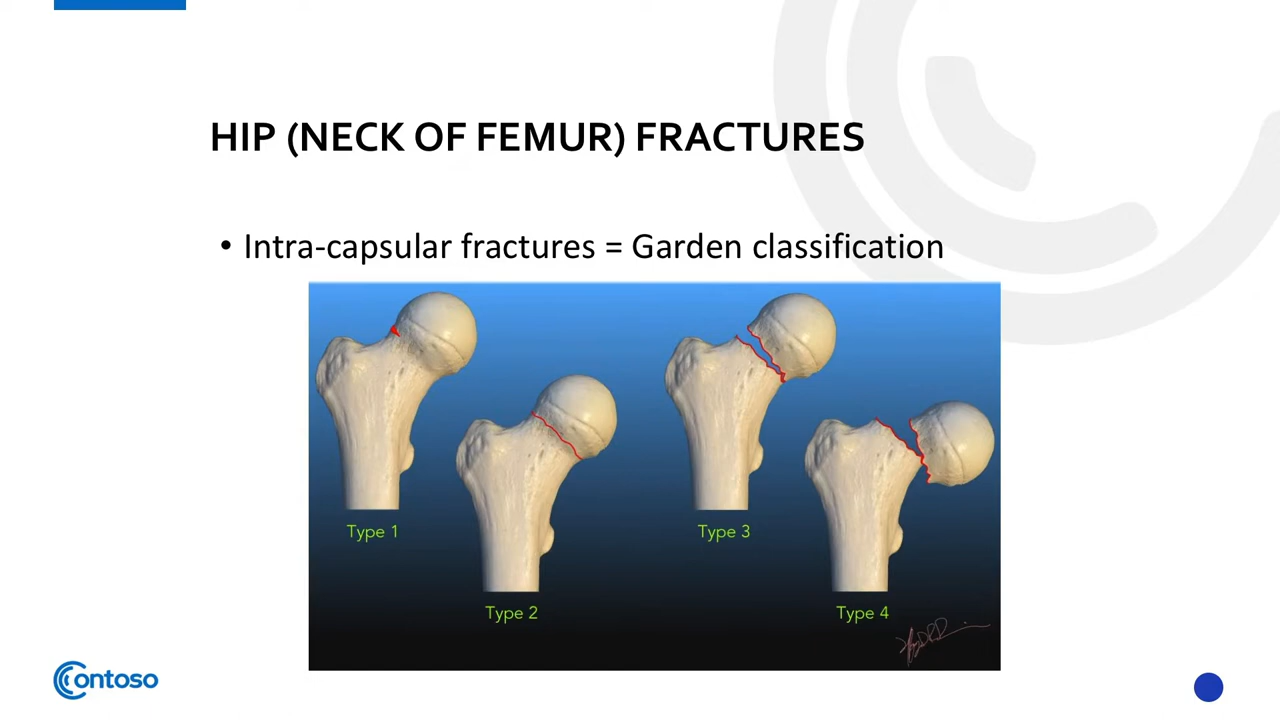 HIP (NECK OF FEMUR) FRACTURES
• Intra-capsular fractures = Garden classification
Type 1
Type 2
Type 3
Type 4
Contoso